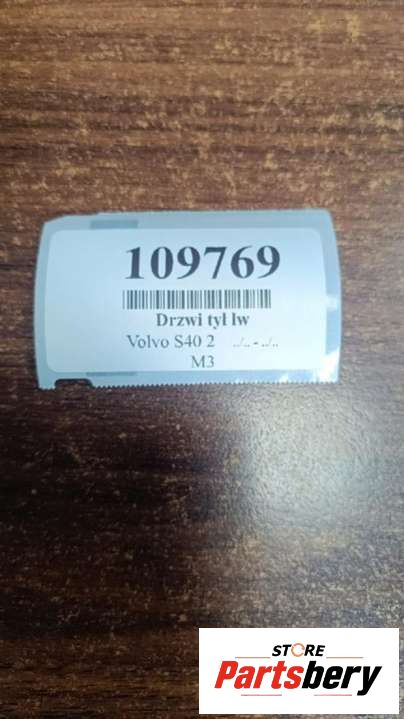 109769
Drzwi tył lw
Volvo S40 2 ../.. - ../..
M3
STORE
Partsbery